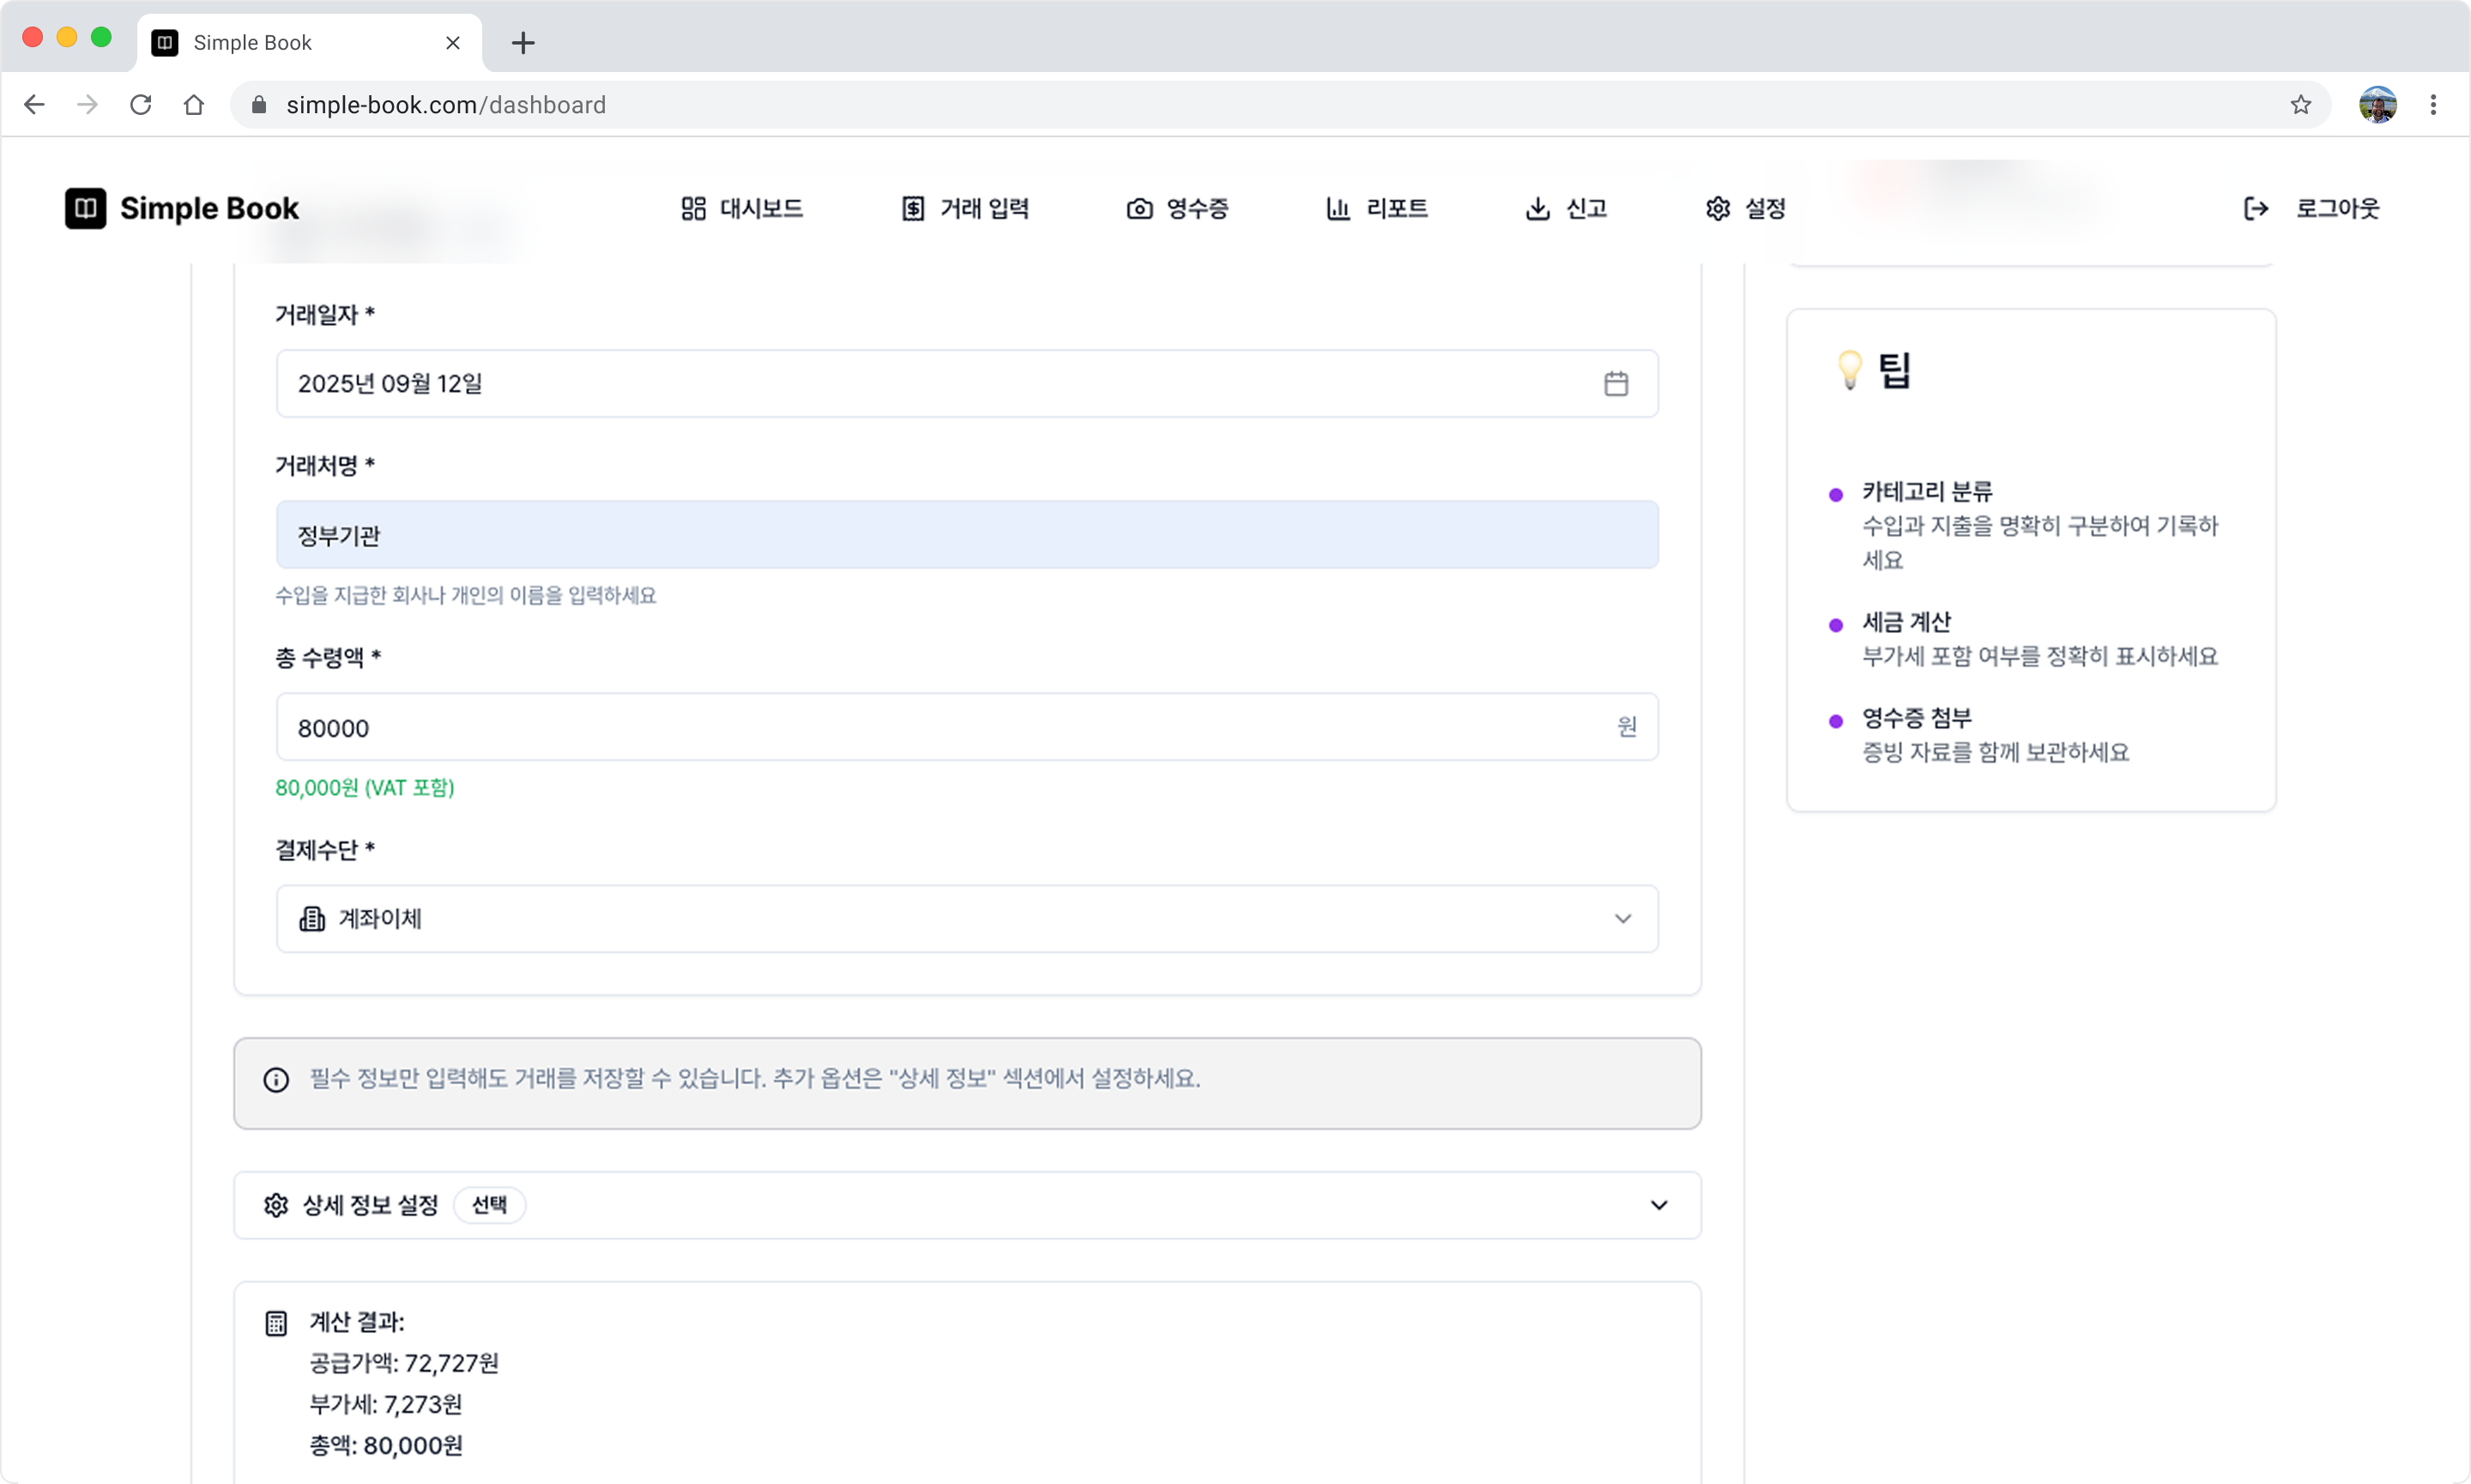 Simple Book
simple-book.com/dashboard
Simple Book
대시보드
거래 입력
영수증
리포트
신고
설정
로그아웃
거래일자 *
2025년 09월 12일
거래처명 *
정부기관
수입을 지급한 회사나 개인의 이름을 입력하세요
총 수령액 *
80000
원
80,000원 (VAT 포함)
결제수단 *
계좌이체
필수 정보만 입력해도 거래를 저장할 수 있습니다. 추가 옵션은 "상세 정보" 섹션에서 설정하세요.
상세 정보 설정
선택
계산 결과:
공급가액: 72,727원
부가세: 7,273원
총액: 80,000원
💡 팁
카테고리 분류
수입과 지출을 명확히 구분하여 기록하
세요
세금 계산
부가세 포함 여부를 정확히 표시하세요
영수증 첨부
증빙 자료를 함께 보관하세요